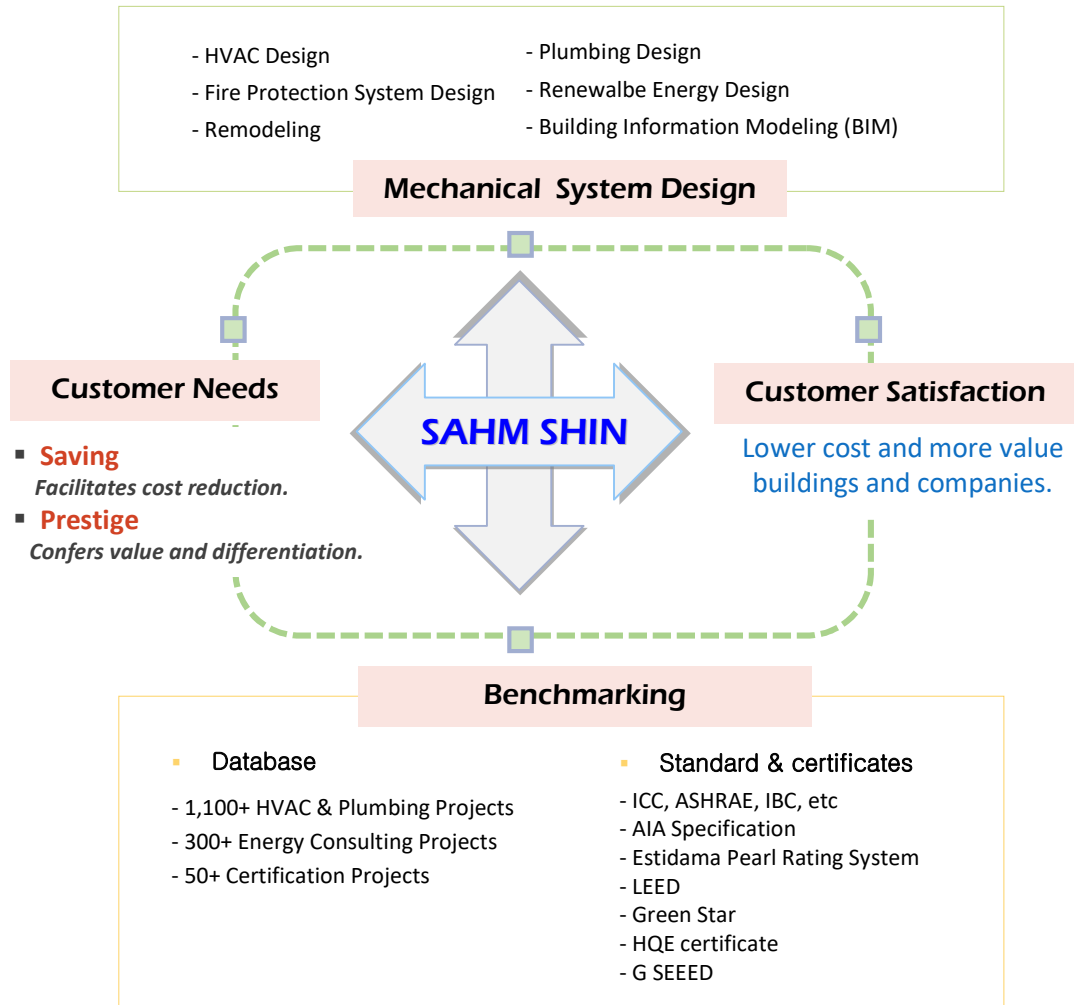 - HVAC Design
- Fire Protection System Design
- Remodeling
- Plumbing Design
- Renewalbe Energy Design
- Building Information Modeling (BIM)
Mechanical System Design
Customer Needs
▪ Saving
Facilitates cost reduction.
▪ Prestige
Confers value and differentiation.
SAHM SHIN
Customer Satisfaction
Lower cost and more value
buildings and companies.
Benchmarking
▪ Database
- 1,100+ HVAC & Plumbing Projects
- 300+ Energy Consulting Projects
- 50+ Certification Projects
▪ Standard & certificates
- ICC, ASHRAE, IBC, etc
- AIA Specification
- Estidama Pearl Rating System
- LEED
- Green Star
- HQE certificate
- G SEEED